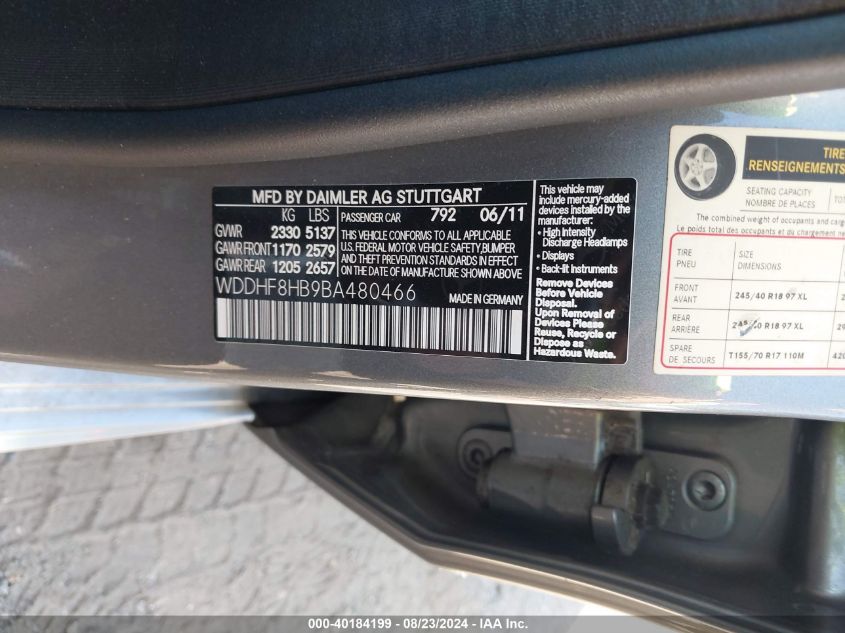 MFD BY DAIMLER AG STUTTGART
KG LBS
GVWR 2330 5137
GAWR FRONT 1170 2579
GAWR REAR 1205 2657
PASSENGER CAR 792 06/11
THIS VEHICLE CONFORMS TO ALL APPLICABLE
U.S. FEDERAL MOTOR VEHICLE SAFETY,BUMPER
AND THEFT PREVENTION STANDARDS IN EFFECT
ON THE DATE OF MANUFACTURE SHOWN ABOVE.
WDDHF8HB9BA480466
MADE IN GERMANY
This vehicle may
include mercury-added
devices installed by the
manufacturer:
• High Intensity
Discharge Headlamps
• Displays
• Back-lit Instruments
Remove Devices
Before Vehicle
Disposal.
Upon Removal of
Devices Please
Reuse, Recycle or
Dispose as
Hazardous Waste.
TIRE
RENSEIGNEMENTS
SEATING CAPACITY
NOMBRE DE PLACES
The combined weight of occupants and
Le poids total des occupants et du chargement
TIRE
PNEU
SIZE
DIMENSIONS
FRONT
AVANT
245/40 R18 97 XL
REAR
ARRIÈRE
245/40 R18 97 XL
SPARE
DE SECOURS
T155/70 R17 110M
420
000-40184199 - 08/23/2024 - IAA Inc.